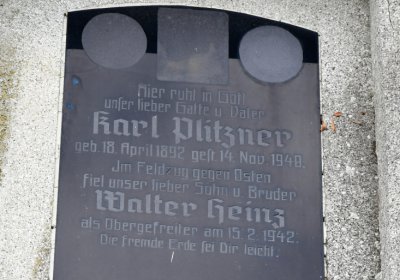 Hier ruht in Gott
unser lieber Gatte u. Vater
Karl Plitzner
geb. 18. April 1892 gest. 14. Nov. 1940.
Im Feldzug gegen Osten
fiel unser lieber Sohn u. Bruder
Walter Heinz
als Obergefreiter am 15. 2. 1942.
Die fremde Erde sei Dir leicht.